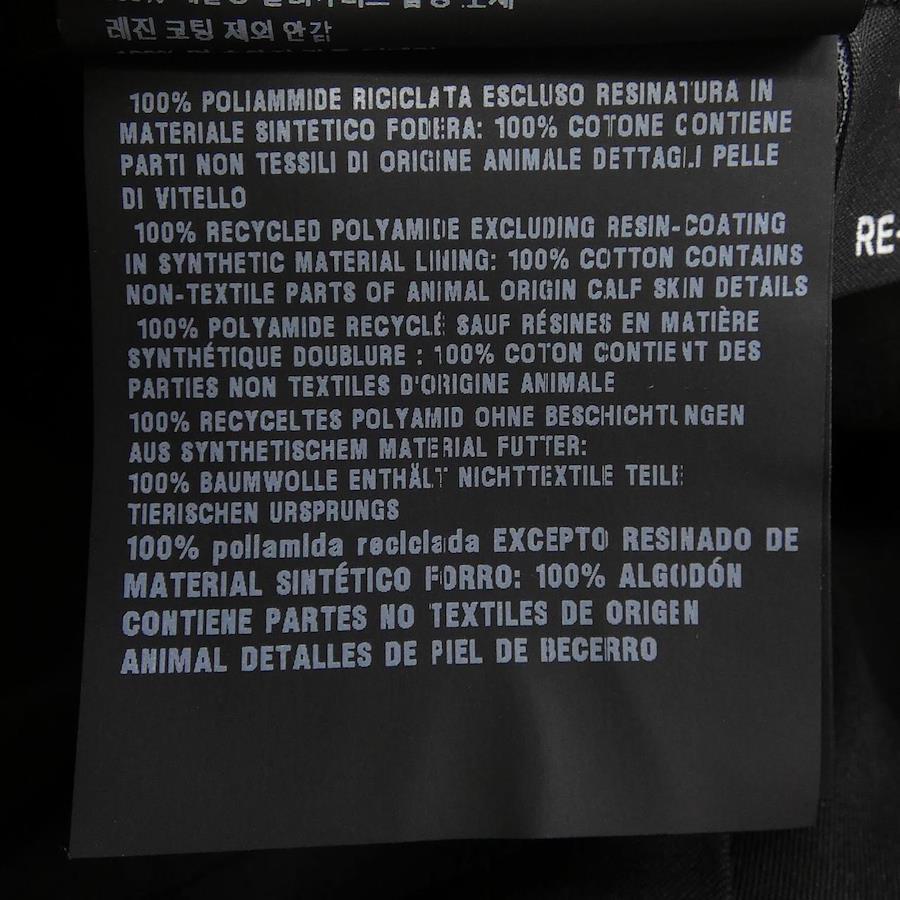 레진 코팅 제외 안감
100% POLIAMMIDE RICICLATA ESCLUSO RESINATURA IN
MATERIALE SINTETICO FODERA: 100% COTONE CONTIENE
PARTI NON TESSILI DI ORIGINE ANIMALE DETTAGLI PELLE
DI VITELLO
100% RECYCLED POLYAMIDE EXCLUDING RESIN-COATING
IN SYNTHETIC MATERIAL LINING: 100% COTTON CONTAINS
NON-TEXTILE PARTS OF ANIMAL ORIGIN CALF SKIN DETAILS
100% POLYAMIDE RECYCLÉ SAUF RÉSINES EN MATIÈRE
SYNTHÉTIQUE DOUBLURE : 100% COTON CONTIENT DES
PARTIES NON TEXTILES D'ORIGINE ANIMALE
100% RECYCELTES POLYAMID OHNE BESCHICHTUNGEN
AUS SYNTHETISCHEM MATERIAL FUTTER:
100% BAUMWOLLE ENTHÄLT NICHTTEXTILE TEILE
TIERISCHEN URSPRUNGS
100% poliamida reciclada EXCEPTO RESINADO DE
MATERIAL SINTÉTICO FORRO: 100% ALGODÓN
CONTIENE PARTES NO TEXTILES DE ORIGEN
ANIMAL DETALLES DE PIEL DE BECERRO
RE-